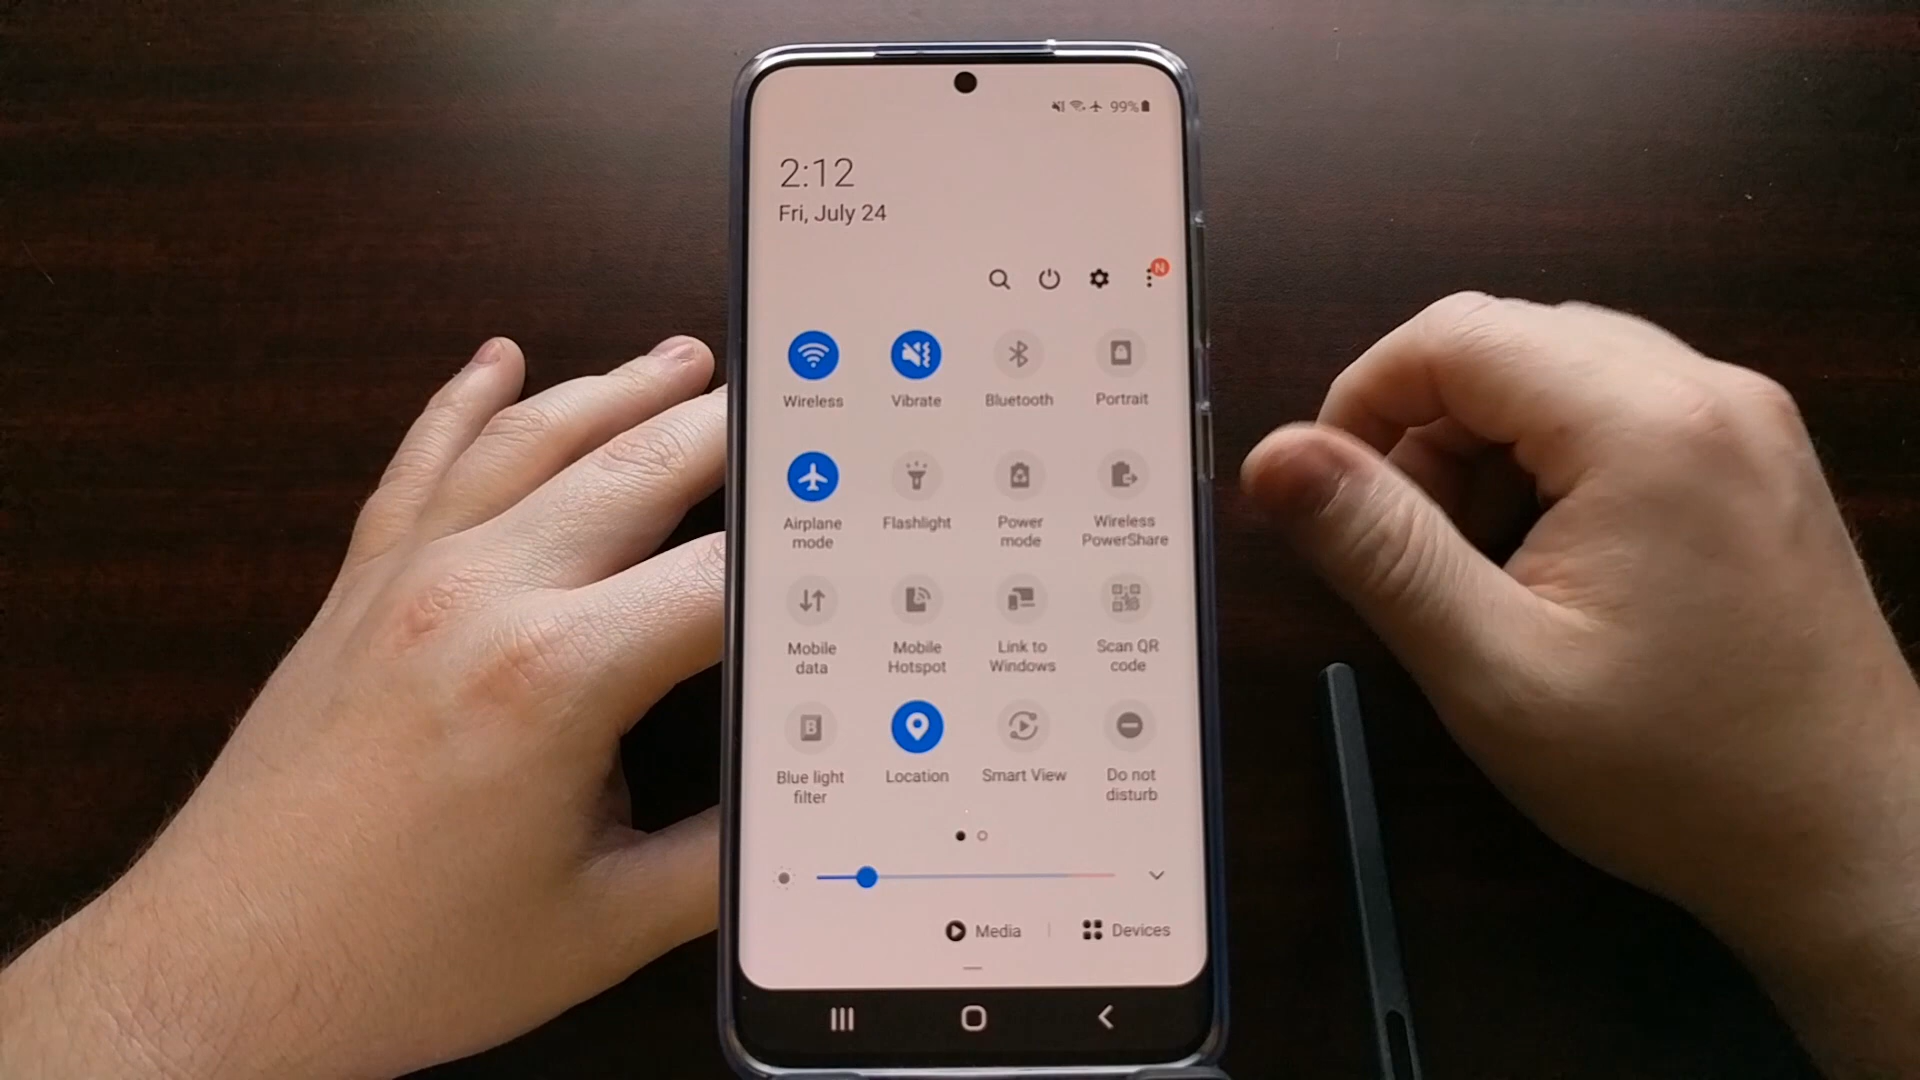 99%
2:12
Fri, July 24
N
Wireless
Vibrate
Bluetooth
Portrait
Airplane
mode
Flashlight
Power
mode
Wireless
PowerShare
Mobile
data
Mobile
Hotspot
Link to
Windows
Scan QR
code
B
Blue light
filter
Location
Smart View
Do not
disturb
Media
Devices